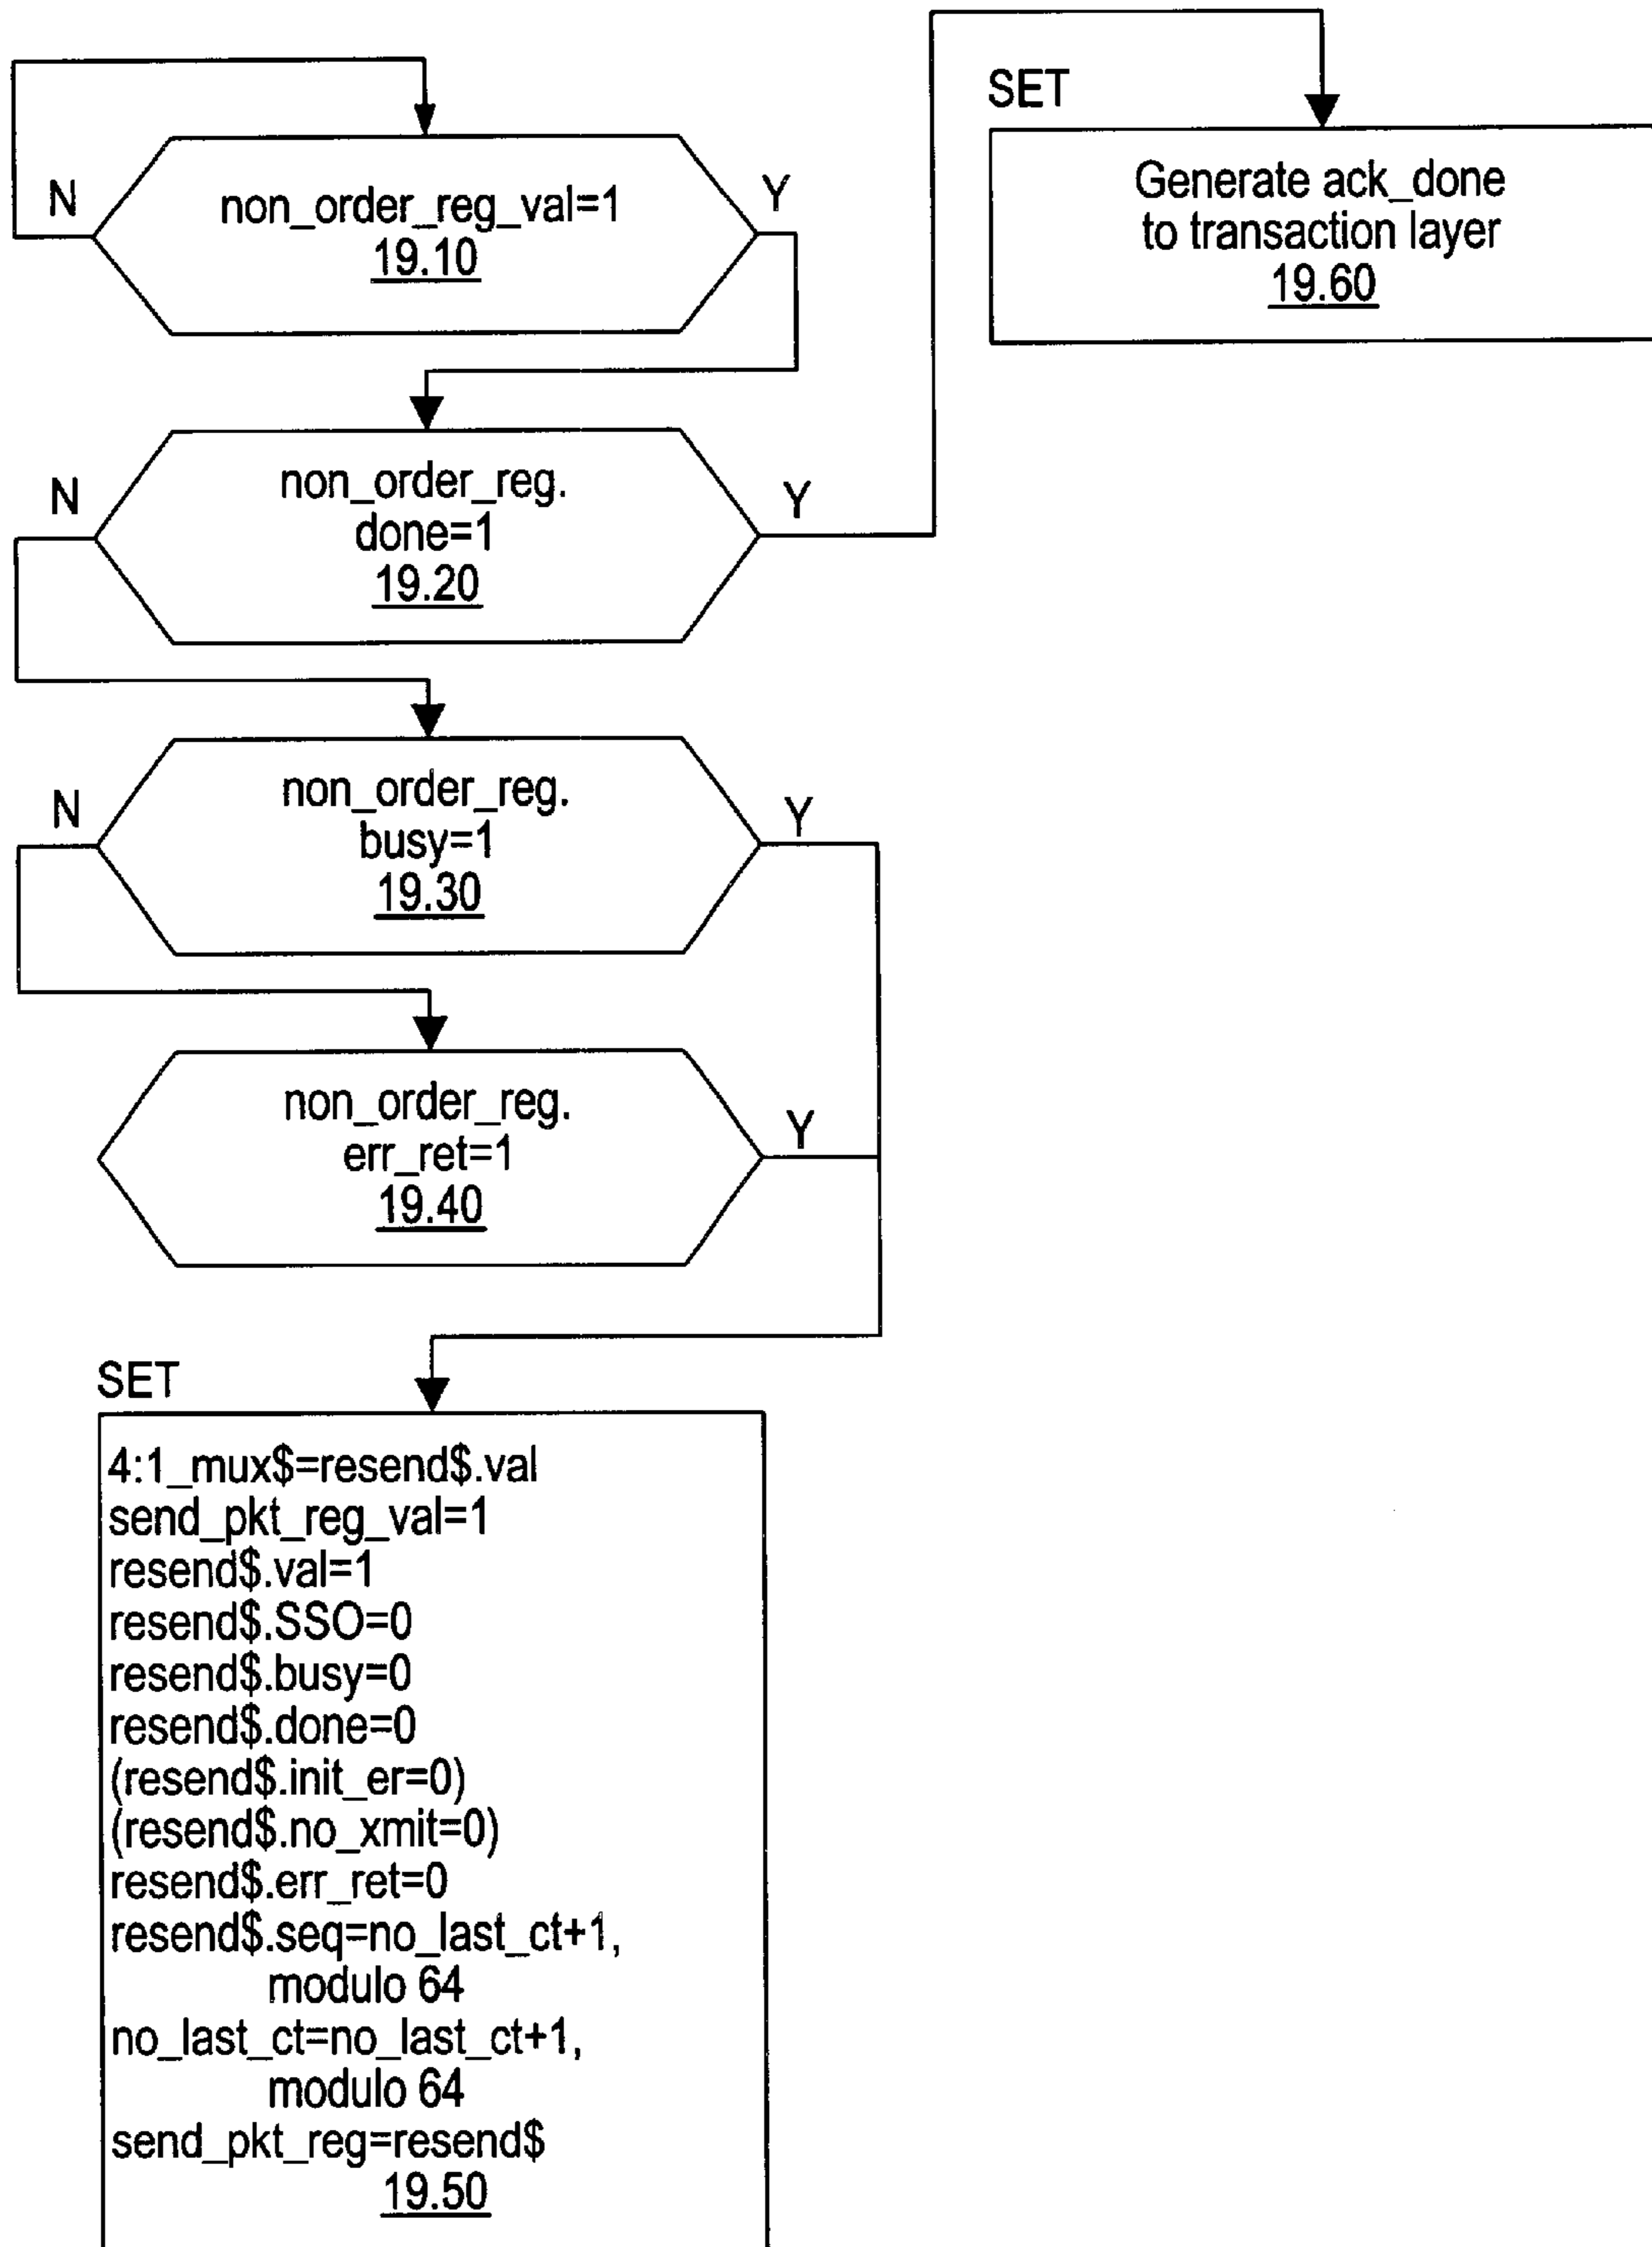 N
non_order_reg_val=1
Y
19.10
SET
Generate ack_done
to transaction layer
19.60
N
non_order_reg.
Y
done=1
19.20
N
non_order_reg.
Y
busy=1
19.30
non_order_reg.
Y
err_ret=1
19.40
SET
4:1_mux$=resend$.val
send_pkt_reg_val=1
resend$.val=1
resend$.SSO=0
resend$.busy=0
resend$.done=0
(resend$.init_er=0)
(resend$.no_xmit=0)
resend$.err_ret=0
resend$.seq=no_last_ct+1,
modulo 64
no_last_ct=no_last_ct+1,
modulo 64
send_pkt_reg=resend$
19.50